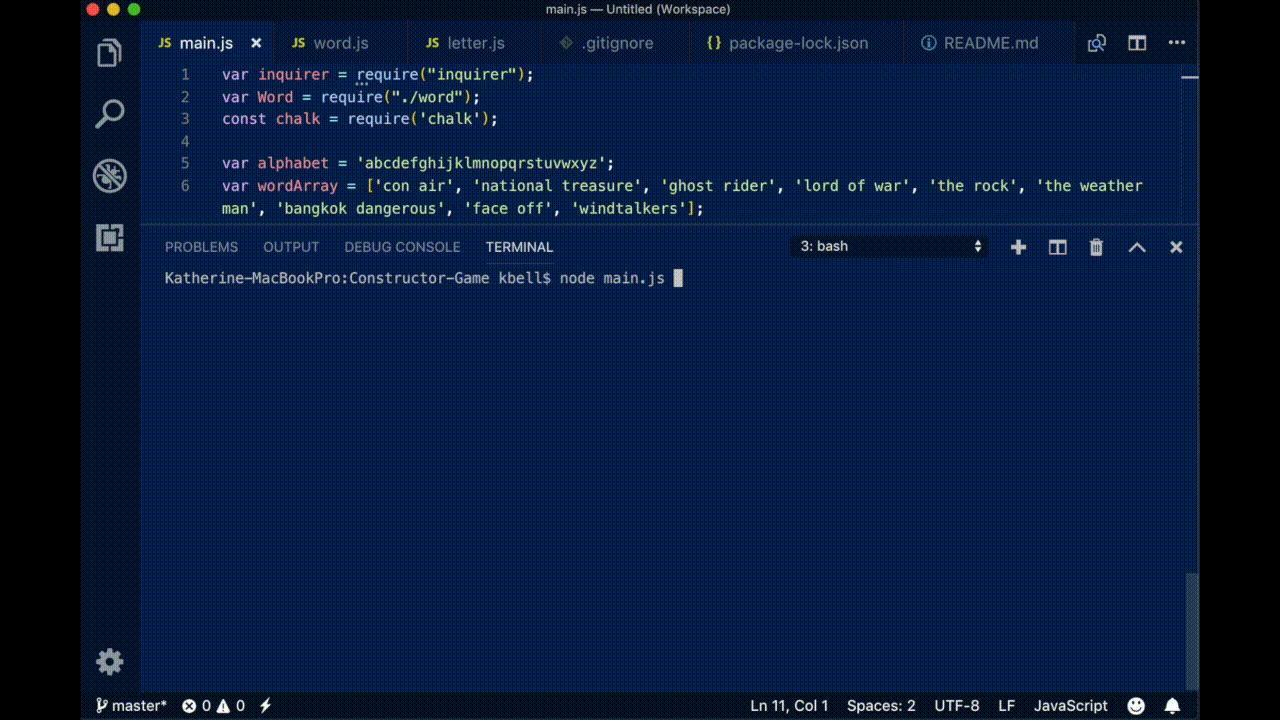 main.js — Untitled (Workspace)
JS main.js JS word.js JS letter.js .gitignore {} package-lock.json README.md
1 var inquirer = require("inquirer");
2 var Word = require("./word");
3 const chalk = require('chalk');
4
5 var alphabet = 'abcdefghijklmnopqrstuvwxyz';
6 var wordArray = ['con air', 'national treasure', 'ghost rider', 'lord of war', 'the rock', 'the weather
man', 'bangkok dangerous', 'face off', 'windtalkers'];
PROBLEMS OUTPUT DEBUG CONSOLE TERMINAL 3: bash
Katherine-MacBookPro:Constructor-Game kbell$ node main.js
master* 0 0 Ln 11, Col 1 Spaces: 2 UTF-8 LF JavaScript